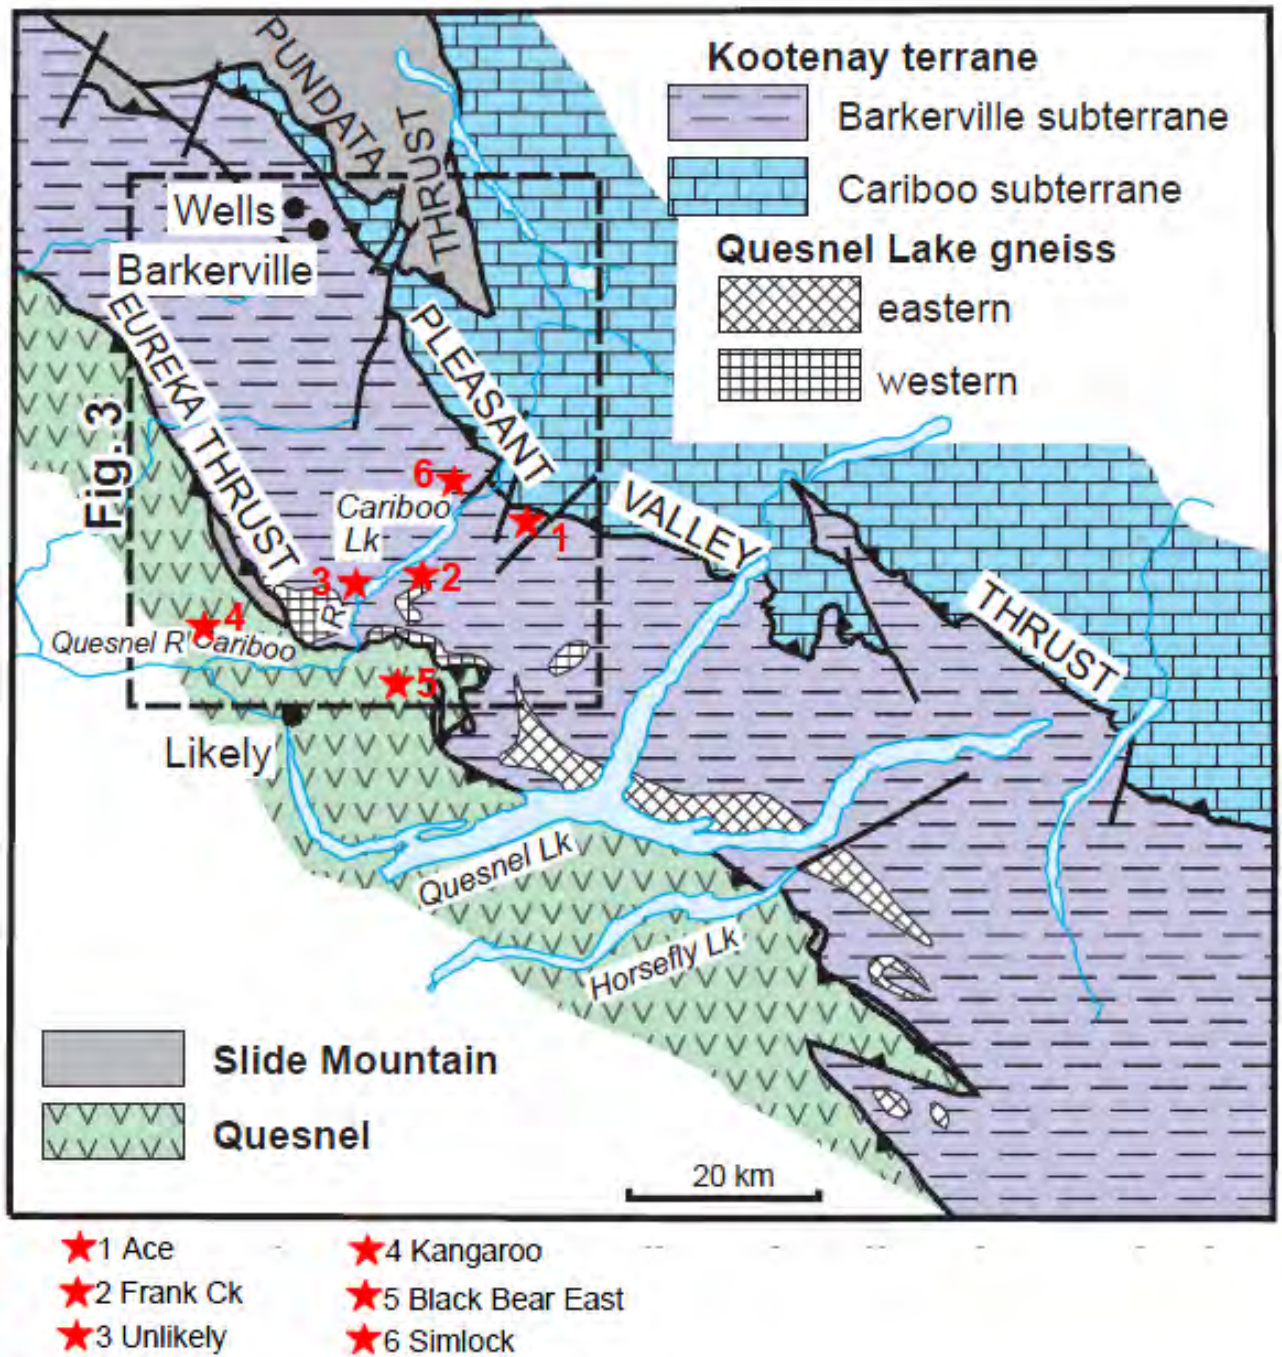 Kootenay terrane
Barkerville subterrane
Cariboo subterrane
Quesnel Lake gneiss
eastern
western
PUNDATA
THRUST
Wells
Barkerville
EUREKA THRUST
PLEASANT
VALLEY
THRUST
Fig. 3
6
Cariboo
Lk
1
3
2
R
4
Quesnel R
Cariboo
5
Likely
Quesnel Lk
Horsefly Lk
Slide Mountain
Quesnel
20 km
1 Ace
2 Frank Ck
3 Unlikely
4 Kangaroo
5 Black Bear East
6 Simlock